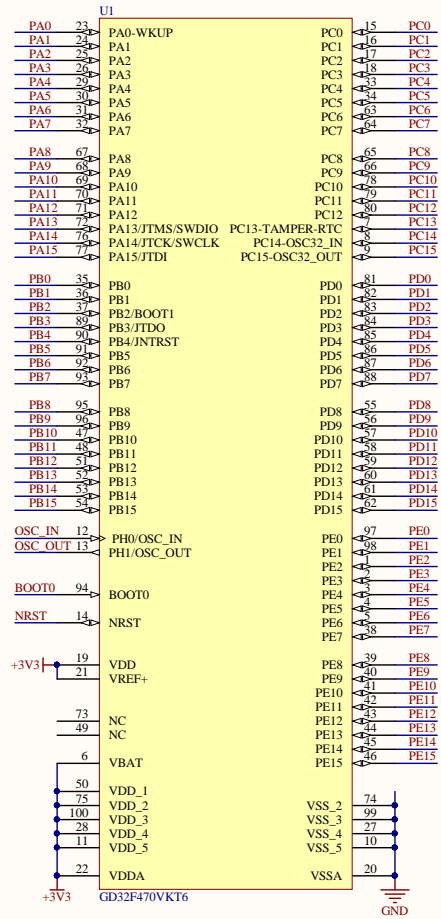 U1
PA0 23 PA0-WKUP PC0 15 PC0
PA1 24 PA1 PC1 16 PC1
PA2 25 PA2 PC2 17 PC2
PA3 26 PA3 PC3 18 PC3
PA4 29 PA4 PC4 33 PC4
PA5 30 PA5 PC5 34 PC5
PA6 31 PA6 PC6 63 PC6
PA7 32 PA7 PC7 64 PC7
PA8 67 PA8 PC8 65 PC8
PA9 68 PA9 PC9 66 PC9
PA10 69 PA10 PC10 78 PC10
PA11 70 PA11 PC11 79 PC11
PA12 71 PA12 PC12 80 PC12
PA13 72 PA13/JTMS/SWDIO PC13-TAMPER-RTC 7 PC13
PA14 76 PA14/JTCK/SWCLK PC14-OSC32_IN 8 PC14
PA15 77 PA15/JTDI PC15-OSC32_OUT 9 PC15
PB0 35 PB0 PD0 81 PD0
PB1 36 PB1 PD1 82 PD1
PB2 37 PB2/BOOT1 PD2 83 PD2
PB3 89 PB3/JTDO PD3 84 PD3
PB4 90 PB4/JNTRST PD4 85 PD4
PB5 91 PB5 PD5 86 PD5
PB6 92 PB6 PD6 87 PD6
PB7 93 PB7 PD7 88 PD7
PB8 95 PB8 PD8 55 PD8
PB9 96 PB9 PD9 56 PD9
PB10 47 PB10 PD10 57 PD10
PB11 48 PB11 PD11 58 PD11
PB12 51 PB12 PD12 59 PD12
PB13 52 PB13 PD13 60 PD13
PB14 53 PB14 PD14 61 PD14
PB15 54 PB15 PD15 62 PD15
OSC_IN 12 PH0/OSC_IN PE0 97 PE0
OSC_OUT 13 PH1/OSC_OUT PE1 98 PE1
PE2 1 PE2
PE3 2 PE3
BOOT0 94 BOOT0 PE4 3 PE4
PE5 4 PE5
NRST 14 NRST PE6 5 PE6
PE7 38 PE7
+3V3 19 VDD PE8 39 PE8
21 VREF+ PE9 40 PE9
PE10 41 PE10
PE11 42 PE11
73 NC PE12 43 PE12
49 NC PE13 44 PE13
PE14 45 PE14
6 VBAT PE15 46 PE15
50 VDD_1
75 VDD_2 VSS_2 74
100 VDD_3 VSS_3 99
28 VDD_4 VSS_4 27
11 VDD_5 VSS_5 10
22 VDDA VSSA 20
+3V3 GD32F470VKT6 GND